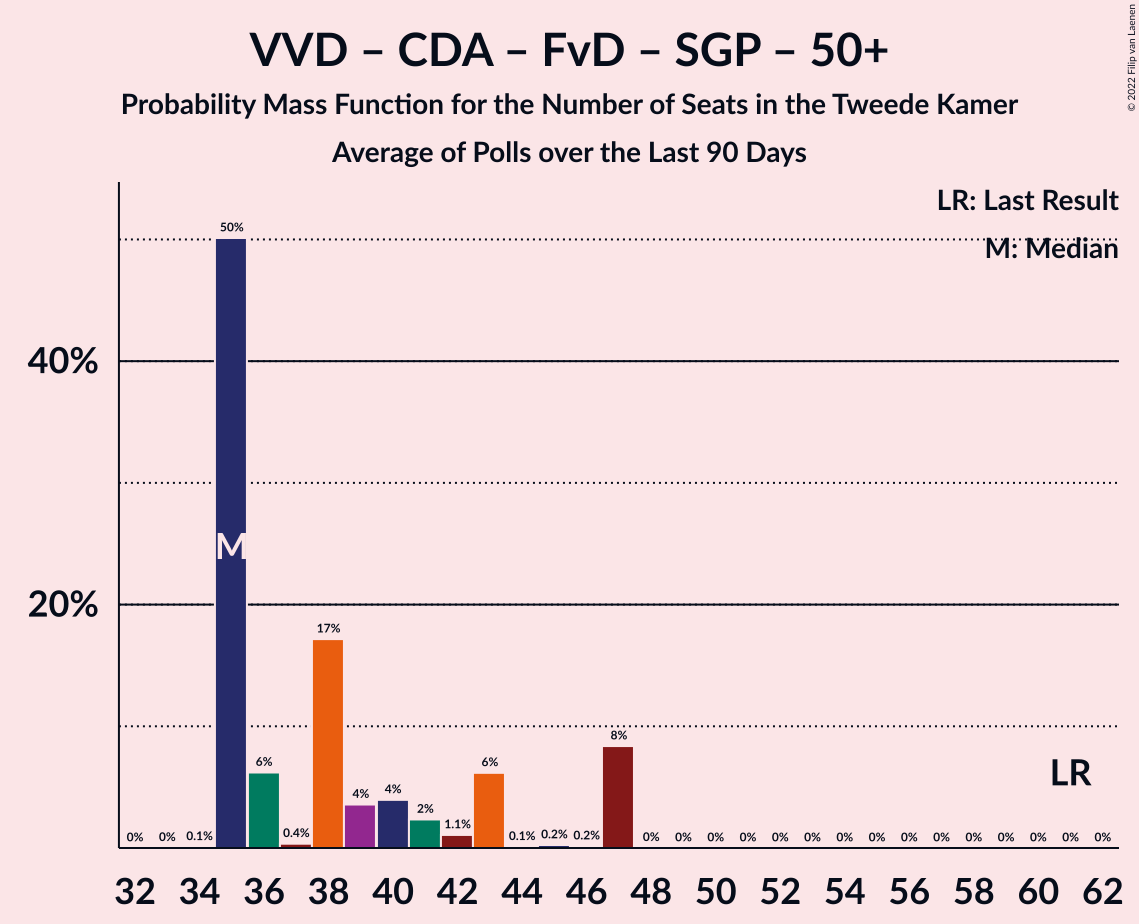 VVD – CDA – FvD – SGP – 50+
Probability Mass Function for the Number of Seats in the Tweede Kamer
Average of Polls over the Last 90 Days
© 2022 Filip van Laenen
LR: Last Result
M: Median
50%
40%
M
20%
17%
8%
LR
6% 4% 4% 2% 6%
0% 0% 0.1% 0.4% 1.1% 0.1% 0.2% 0.2% 0% 0% 0% 0% 0% 0% 0% 0% 0% 0% 0% 0% 0% 0% 0%
32 34 36 38 40 42 44 46 48 50 52 54 56 58 60 62